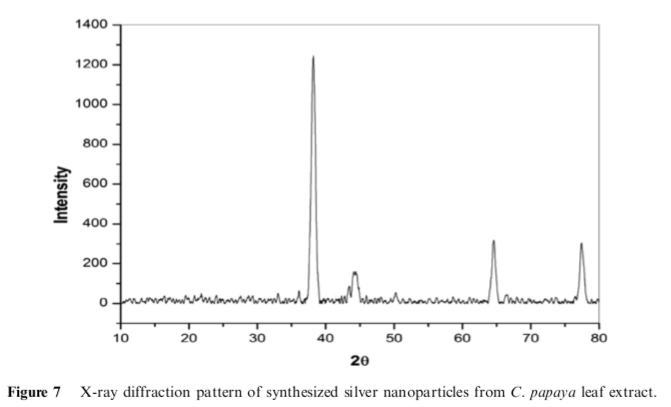 1400
1200
1000
800
600
400
200
0
Intensity
10 20 30 40 50 60 70 80
2θ
Figure 7 X-ray diffraction pattern of synthesized silver nanoparticles from C. papaya leaf extract.